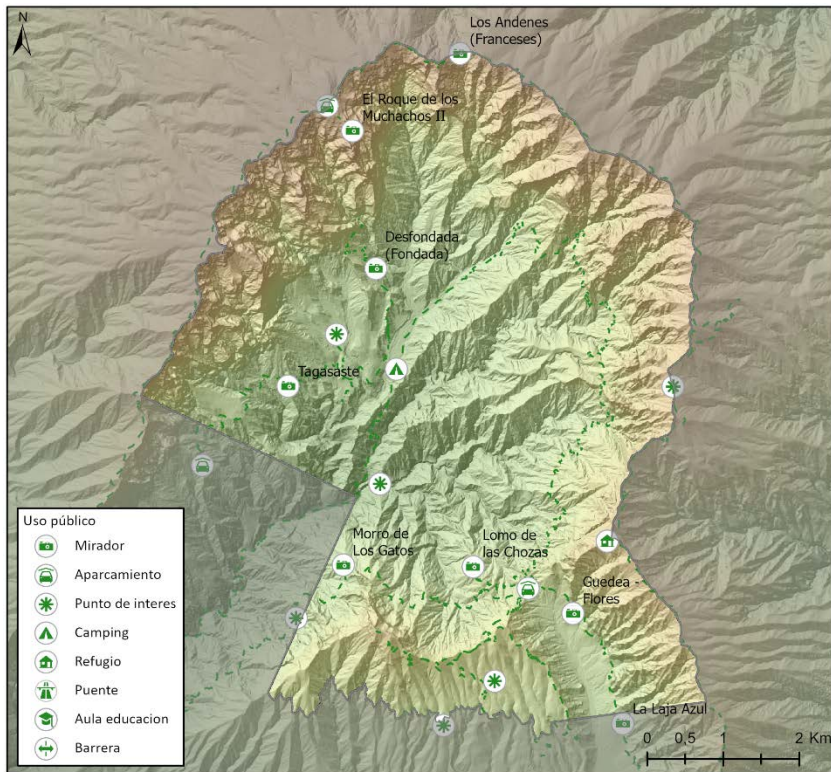 N
Los Andenes
(Franceses)
El Roque de los
Muchachos II
Desfondada
(Fondada)
Tagasaste
Morro de
Los Gatos
Lomo de
las Chozas
Guedea -
Flores
La Laja Azul
Uso público
Mirador
Aparcamiento
Punto de interes
Camping
Refugio
Puente
Aula educacion
Barrera
0 0,5 1 2 Km